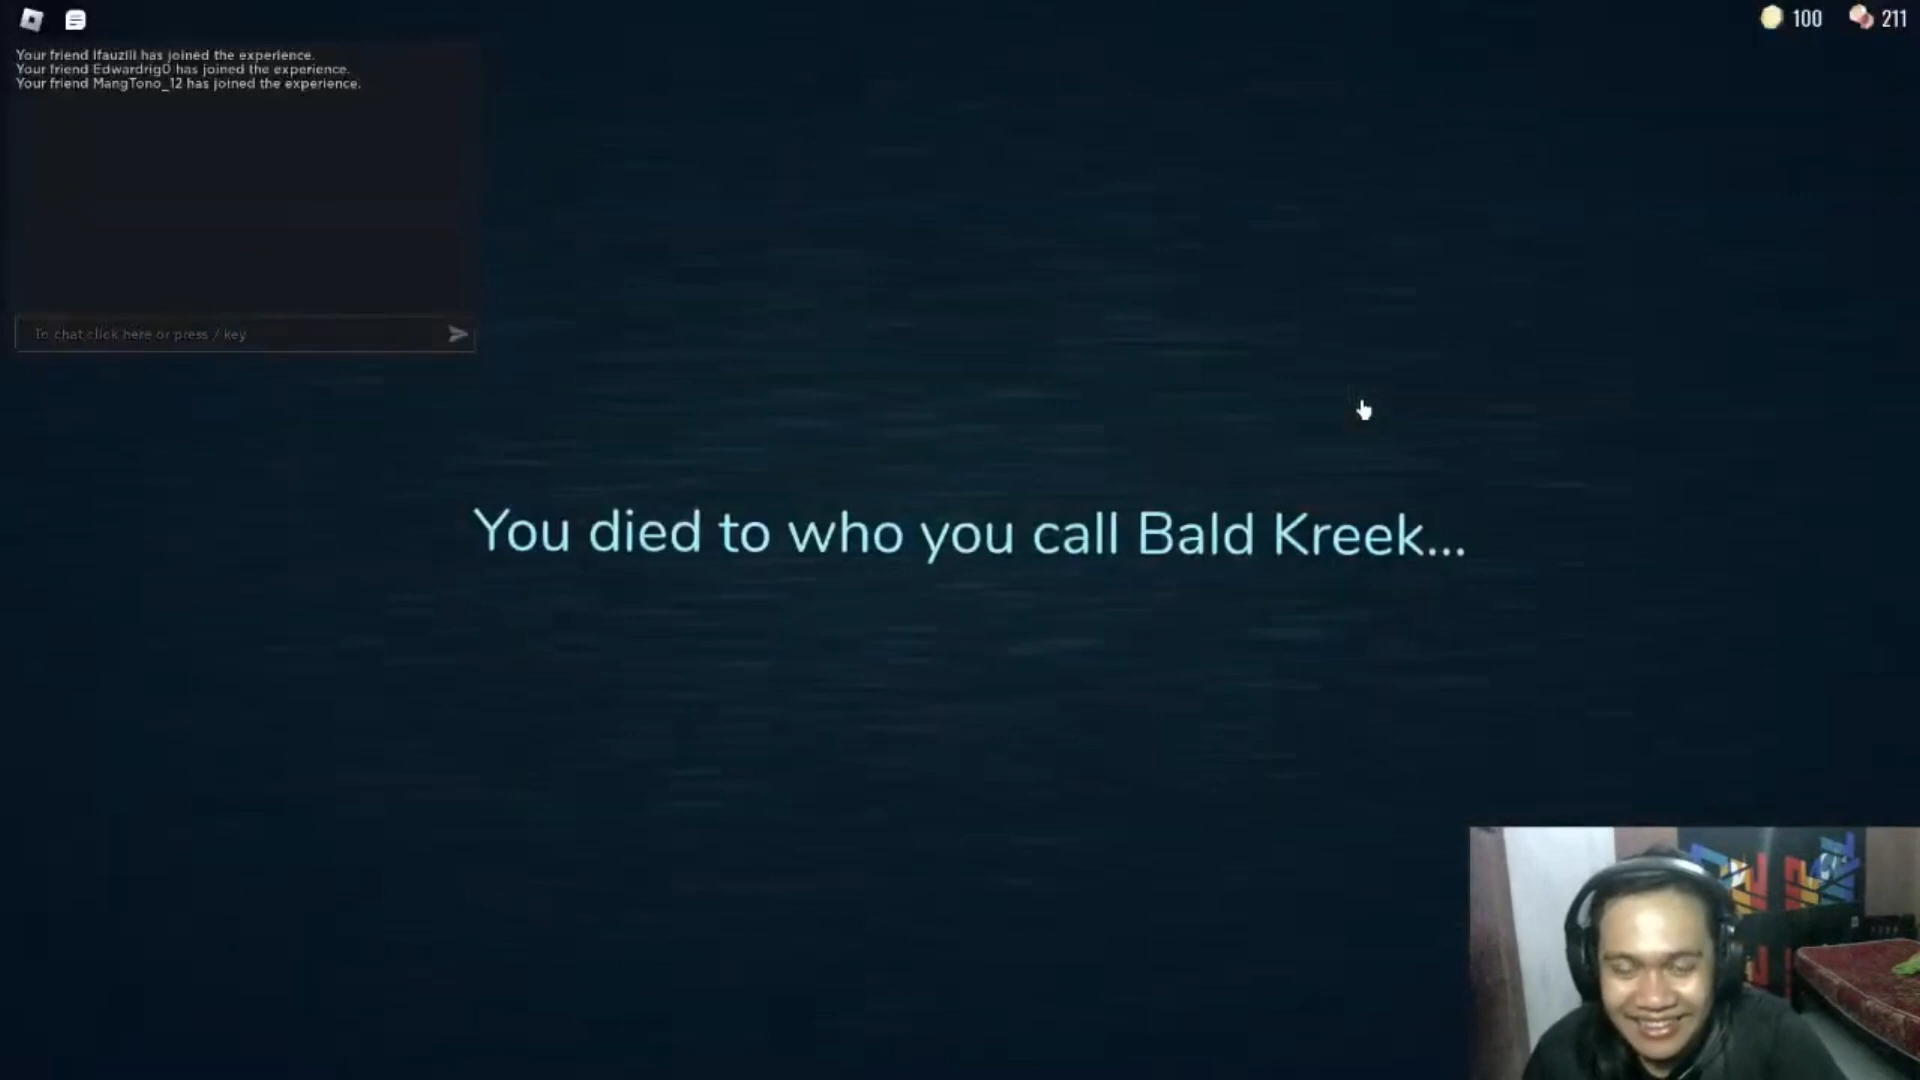 100
211
Your friend Ifauziii has joined the experience.
Your friend Edwardrig0 has joined the experience.
Your friend MangTono_12 has joined the experience.
To chat click here or press / key
You died to who you call Bald Kreek...